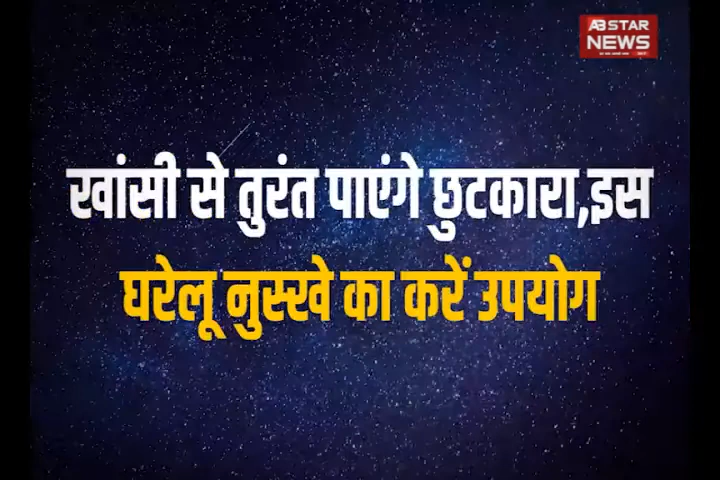 AB STAR
NEWS
खांसी से तुरंत पाएंगे छुटकारा,इस
घरेलू नुस्खे का करें उपयोग